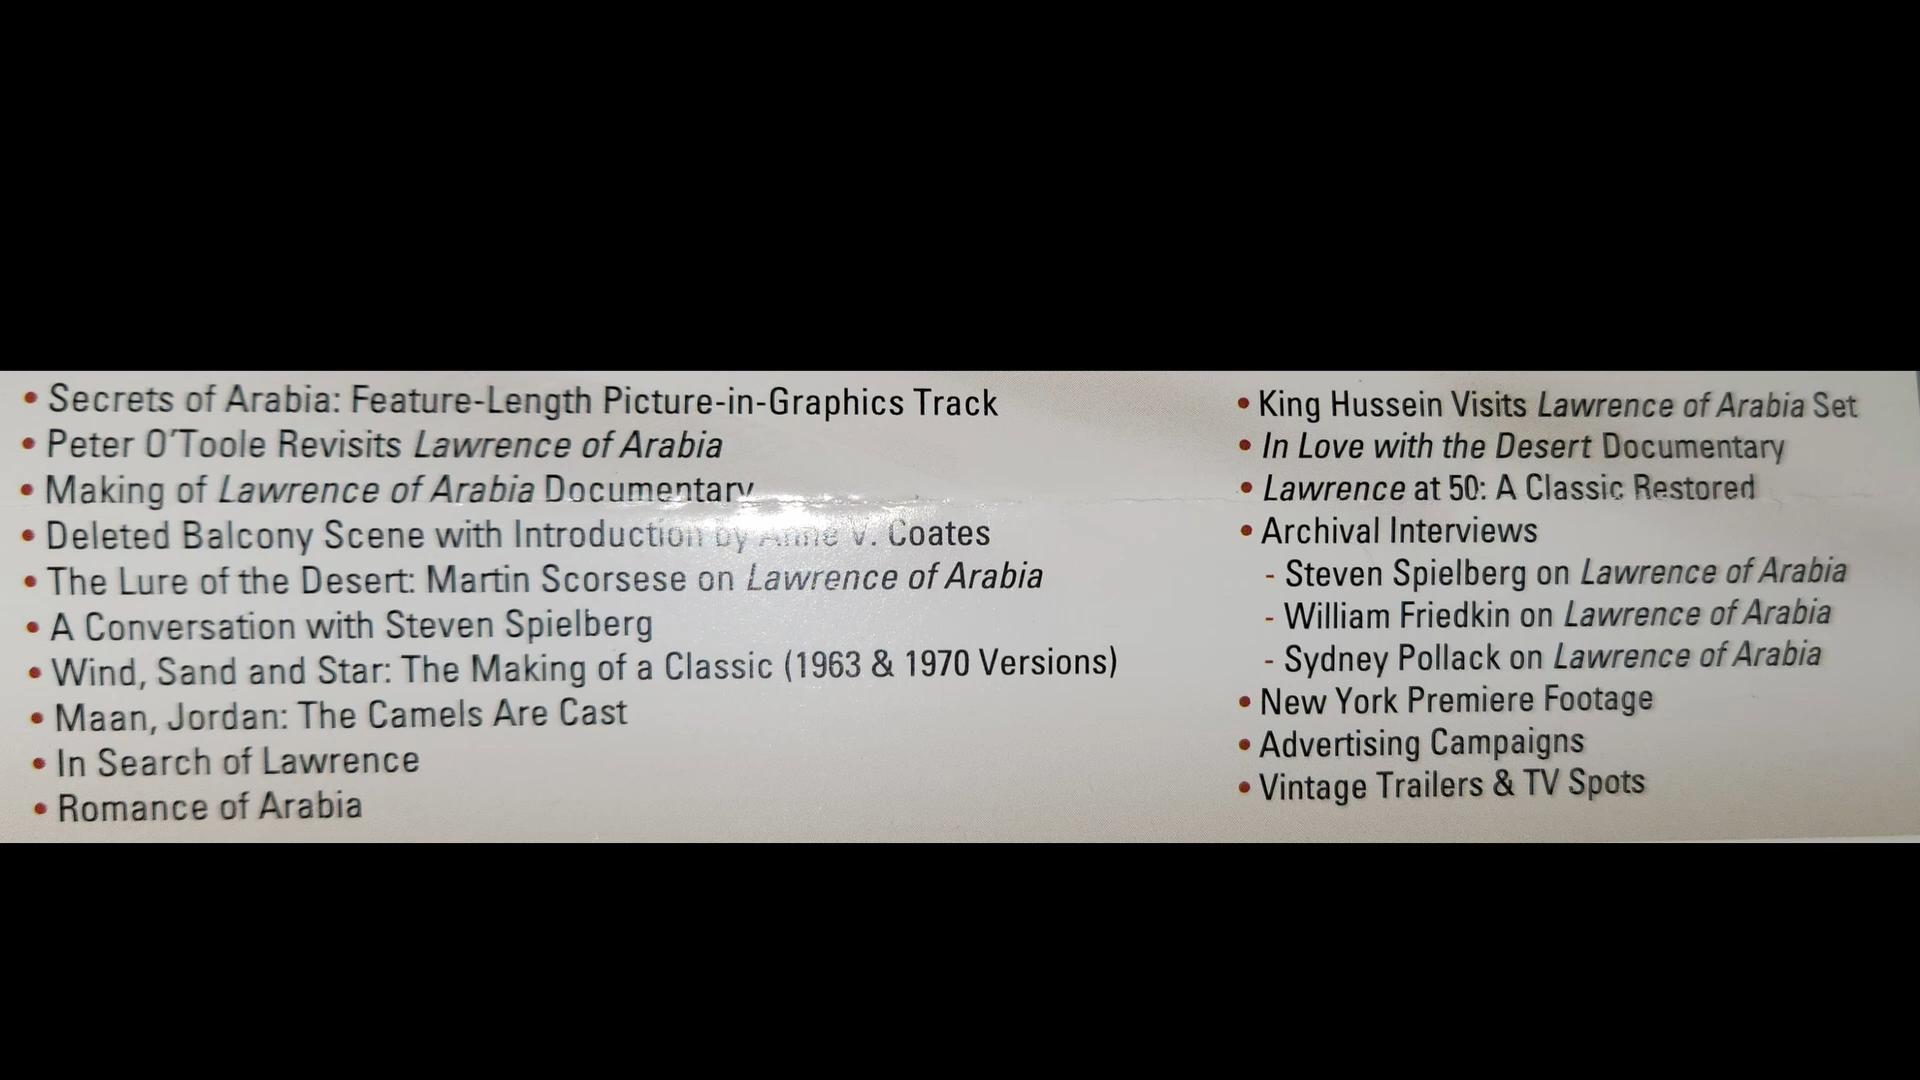 • Secrets of Arabia: Feature-Length Picture-in-Graphics Track
• Peter O'Toole Revisits Lawrence of Arabia
• Making of Lawrence of Arabia Documentary
• Deleted Balcony Scene with Introduction by Anne V. Coates
• The Lure of the Desert: Martin Scorsese on Lawrence of Arabia
• A Conversation with Steven Spielberg
• Wind, Sand and Star: The Making of a Classic (1963 & 1970 Versions)
• Maan, Jordan: The Camels Are Cast
• In Search of Lawrence
• Romance of Arabia
• King Hussein Visits Lawrence of Arabia Set
• In Love with the Desert Documentary
• Lawrence at 50: A Classic Restored
• Archival Interviews
- Steven Spielberg on Lawrence of Arabia
- William Friedkin on Lawrence of Arabia
- Sydney Pollack on Lawrence of Arabia
• New York Premiere Footage
• Advertising Campaigns
• Vintage Trailers & TV Spots